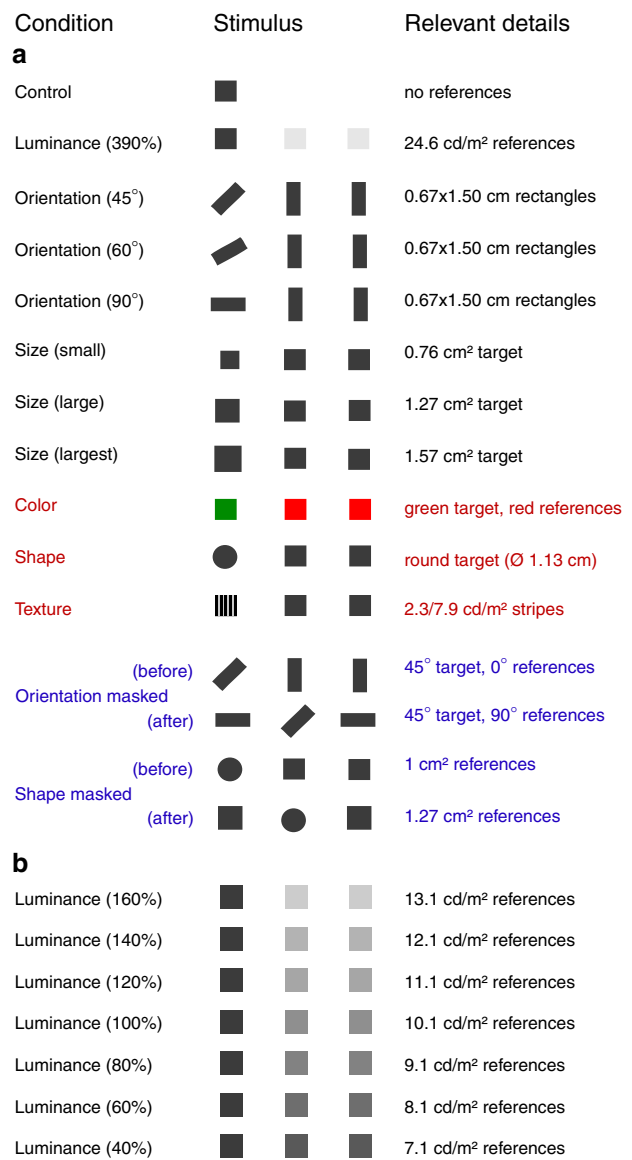 Condition Stimulus Relevant details
a
Control no references
Luminance (390%) 24.6 cd/m² references
Orientation (45°) 0.67x1.50 cm rectangles
Orientation (60°) 0.67x1.50 cm rectangles
Orientation (90°) 0.67x1.50 cm rectangles
Size (small) 0.76 cm² target
Size (large) 1.27 cm² target
Size (largest) 1.57 cm² target
Color green target, red references
Shape round target (Ø 1.13 cm)
Texture 2.3/7.9 cd/m² stripes
(before) 45° target, 0° references
Orientation masked
(after) 45° target, 90° references
(before) 1 cm² references
Shape masked
(after) 1.27 cm² references
b
Luminance (160%) 13.1 cd/m² references
Luminance (140%) 12.1 cd/m² references
Luminance (120%) 11.1 cd/m² references
Luminance (100%) 10.1 cd/m² references
Luminance (80%) 9.1 cd/m² references
Luminance (60%) 8.1 cd/m² references
Luminance (40%) 7.1 cd/m² references